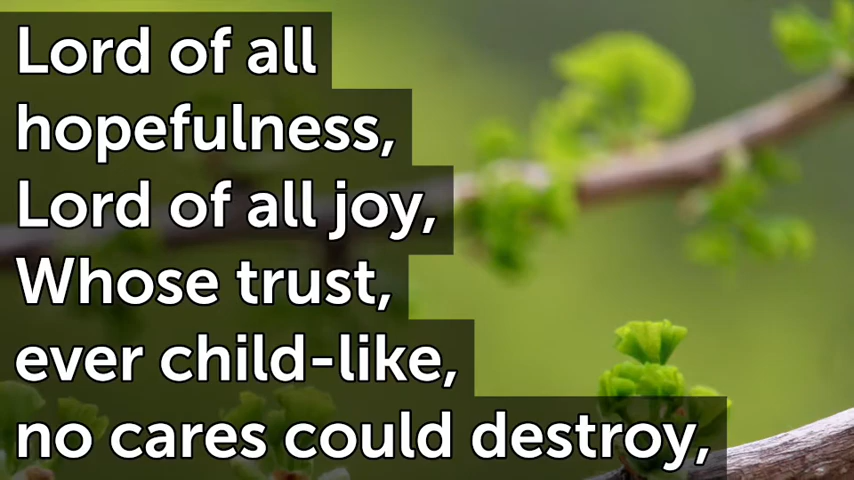 Lord of all
hopefulness,
Lord of all joy,
Whose trust,
ever child-like,
no cares could destroy,